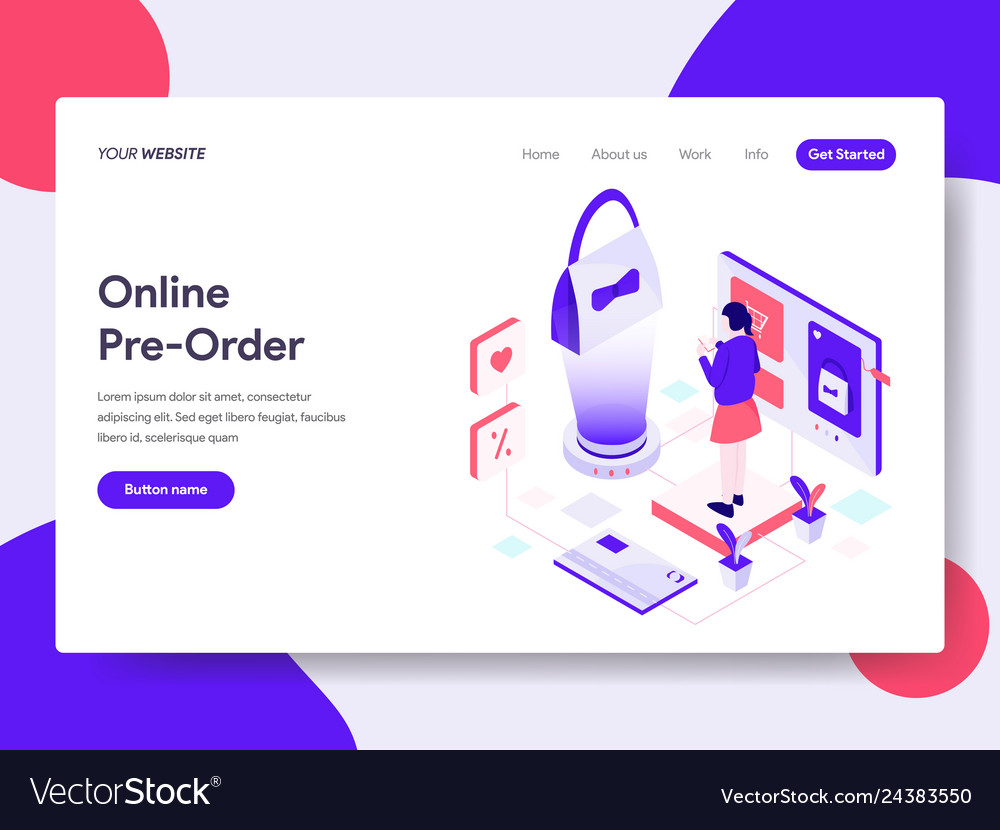 YOUR WEBSITE
Home About us Work Info Get Started
Online
Pre-Order
Lorem ipsum dolor sit amet, consectetur
adipiscing elit. Sed eget libero feugiat, faucibus
libero id, scelerisque quam
Button name
%
VectorStock®
VectorStock.com/24383550